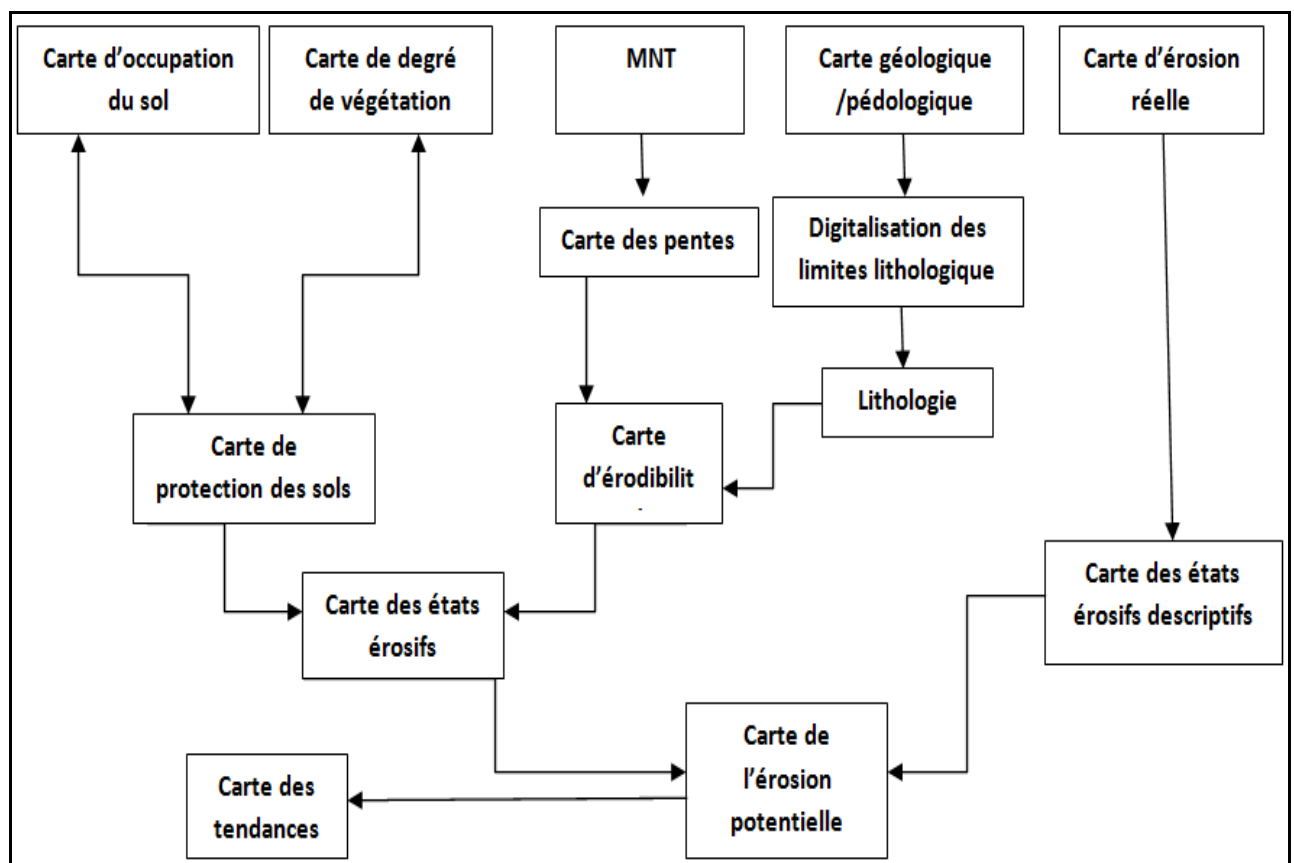 Carte d’occupation
du sol
Carte de degré
de végétation
MNT
Carte géologique
/pédologique
Carte d’érosion
réelle
Carte des pentes
Digitalisation des
limites lithologique
Lithologie
Carte de
protection des sols
Carte
d’érodibilit
Carte des états
érosifs
Carte des états
érosifs descriptifs
Carte de
l’érosion
potentielle
Carte des
tendances